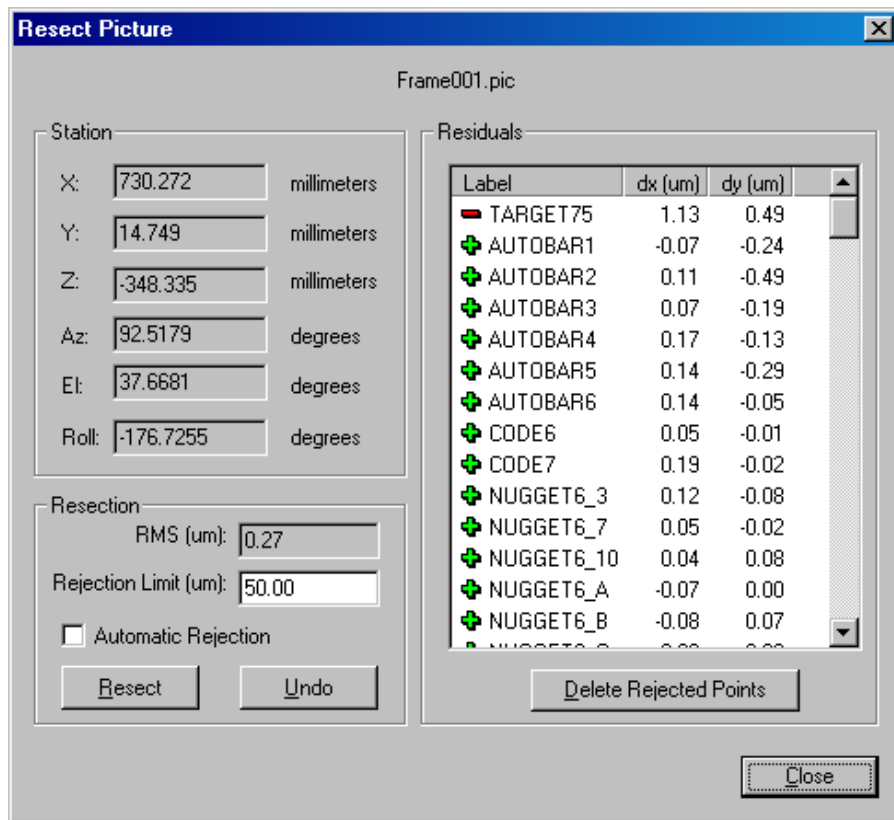 Resect Picture
Frame001.pic
Station
X: 730.272 millimeters
Y: 14.749 millimeters
Z: -348.335 millimeters
Az: 92.5179 degrees
El: 37.6681 degrees
Roll: -176.7255 degrees
Resection
RMS (um): 0.27
Rejection Limit (um): 50.00
Automatic Rejection
Resect Undo
Residuals
Label dx (um) dy (um)
TARGET75 1.13 0.49
AUTOBAR1 -0.07 -0.24
AUTOBAR2 0.11 -0.49
AUTOBAR3 0.07 -0.19
AUTOBAR4 0.17 -0.13
AUTOBAR5 0.14 -0.29
AUTOBAR6 0.14 -0.05
CODE6 0.05 -0.01
CODE7 0.19 -0.02
NUGGET6_3 0.12 -0.08
NUGGET6_7 0.05 -0.02
NUGGET6_10 0.04 0.08
NUGGET6_A -0.07 0.00
NUGGET6_B -0.08 0.07
Delete Rejected Points
Close